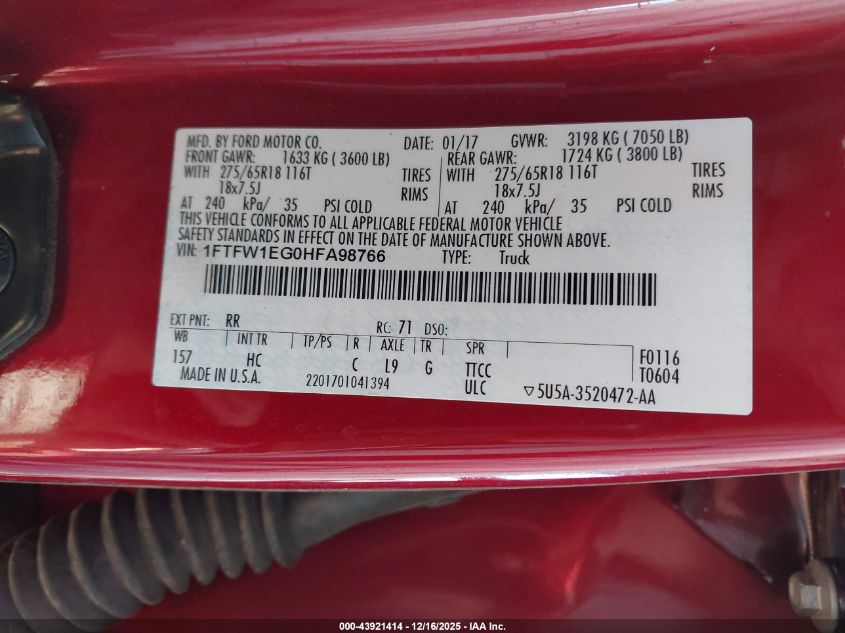 MFD. BY FORD MOTOR CO. DATE: 01/17 GVWR: 3198 KG ( 7050 LB)
FRONT GAWR: 1633 KG ( 3600 LB) REAR GAWR: 1724 KG ( 3800 LB)
WITH 275/65R18 116T TIRES WITH 275/65R18 116T TIRES
18x7.5J RIMS 18x7.5J RIMS
AT 240 kPa/ 35 PSI COLD AT 240 kPa/ 35 PSI COLD
THIS VEHICLE CONFORMS TO ALL APPLICABLE FEDERAL MOTOR VEHICLE
SAFETY STANDARDS IN EFFECT ON THE DATE OF MANUFACTURE SHOWN ABOVE.
VIN: 1FTFW1EG0HFA98766 TYPE: Truck
EXT PNT: RR RC: 71 DSO:
WB INT TR TP/PS R AXLE TR SPR
157 HC C L9 G TTCC F0116
ULC T0604
MADE IN U.S.A. 2201701041394 ▽5U5A-3520472-AA
000-43921414 - 12/16/2025 - IAA Inc.